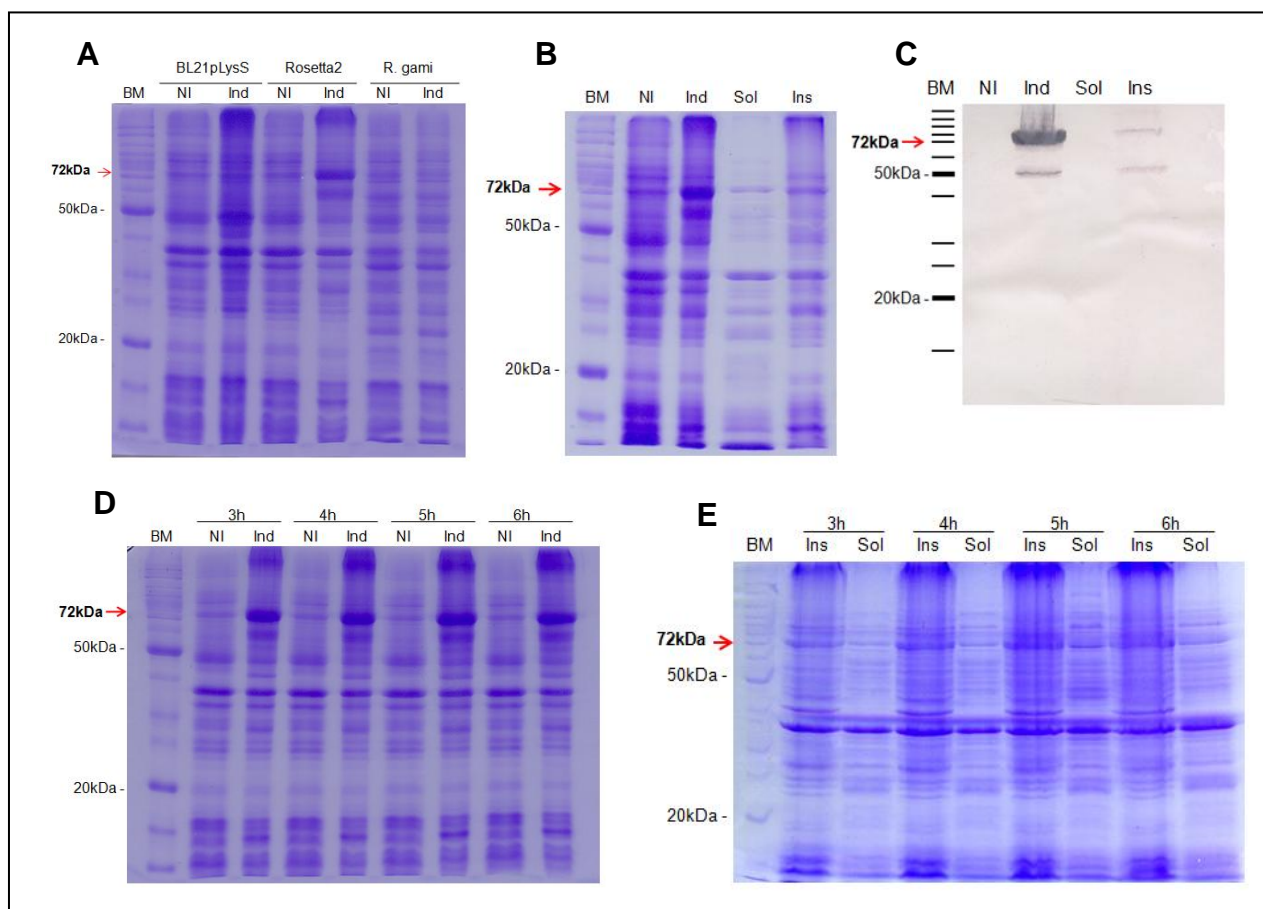 A
BL21pLysS Rosetta2 R. gami
BM NI Ind NI Ind NI Ind
72kDa
50kDa -
20kDa -
B
BM NI Ind Sol Ins
72kDa
50kDa -
20kDa -
C
BM NI Ind Sol Ins
72kDa
50kDa -
20kDa -
D
3h 4h 5h 6h
BM NI Ind NI Ind NI Ind NI Ind
72kDa
50kDa -
20kDa -
E
3h 4h 5h 6h
BM Ins Sol Ins Sol Ins Sol Ins Sol
72kDa
50kDa -
20kDa -